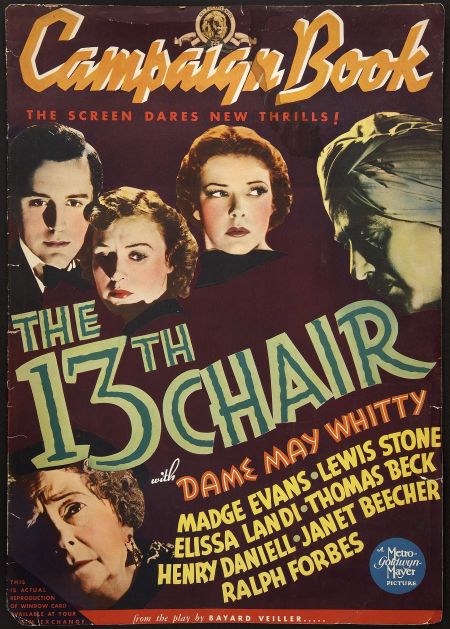 Campaign Book
THE SCREEN DARES NEW THRILLS!
THE
13TH
CHAIR
with DAME MAY WHITTY
MADGE EVANS • LEWIS STONE
ELISSA LANDI • THOMAS BECK
HENRY DANIELL • JANET BEECHER
RALPH FORBES
A
Metro-
Goldwyn-
Mayer
PICTURE
THIS
IS ACTUAL
REPRODUCTION
OF WINDOW CARD
AVAILABLE AT YOUR
EXCHANGE
from the play by BAYARD VEILLER.....